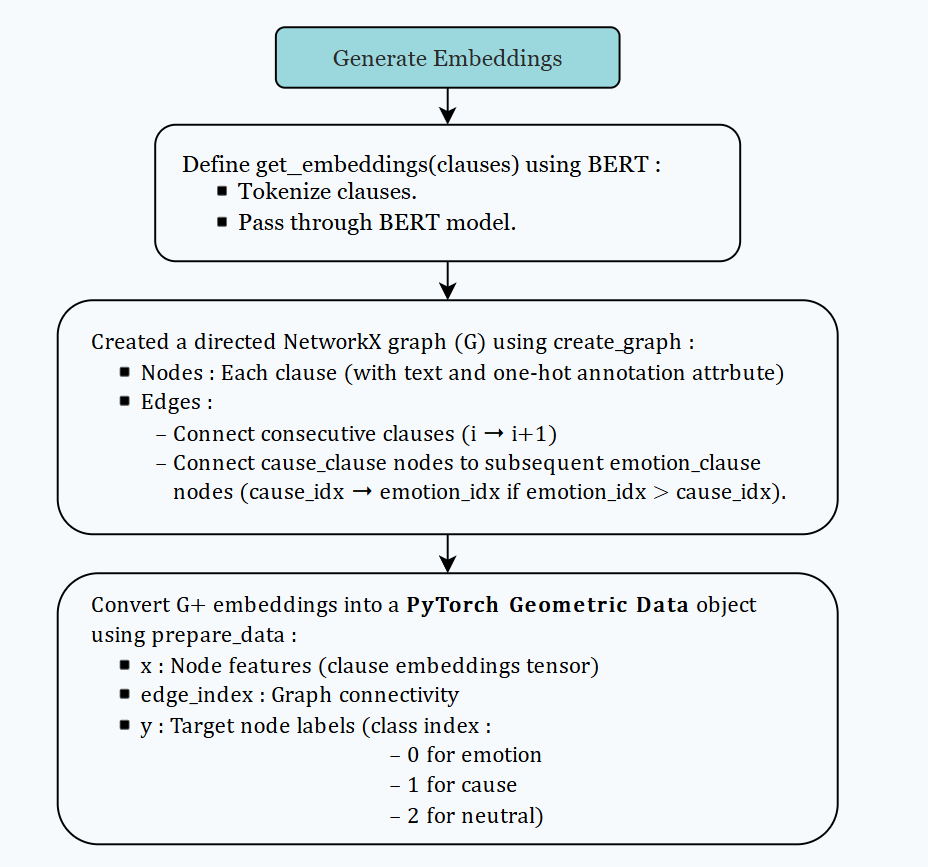 Generate Embeddings
Define get_embeddings(clauses) using BERT :
▪ Tokenize clauses.
▪ Pass through BERT model.
Created a directed NetworkX graph (G) using create_graph :
▪ Nodes : Each clause (with text and one-hot annotation attrbute)
▪ Edges :
– Connect consecutive clauses (i → i+1)
– Connect cause_clause nodes to subsequent emotion_clause
nodes (cause_idx → emotion_idx if emotion_idx > cause_idx).
Convert G+ embeddings into a PyTorch Geometric Data object
using prepare_data :
▪ x : Node features (clause embeddings tensor)
▪ edge_index : Graph connectivity
▪ y : Target node labels (class index :
– 0 for emotion
– 1 for cause
– 2 for neutral)